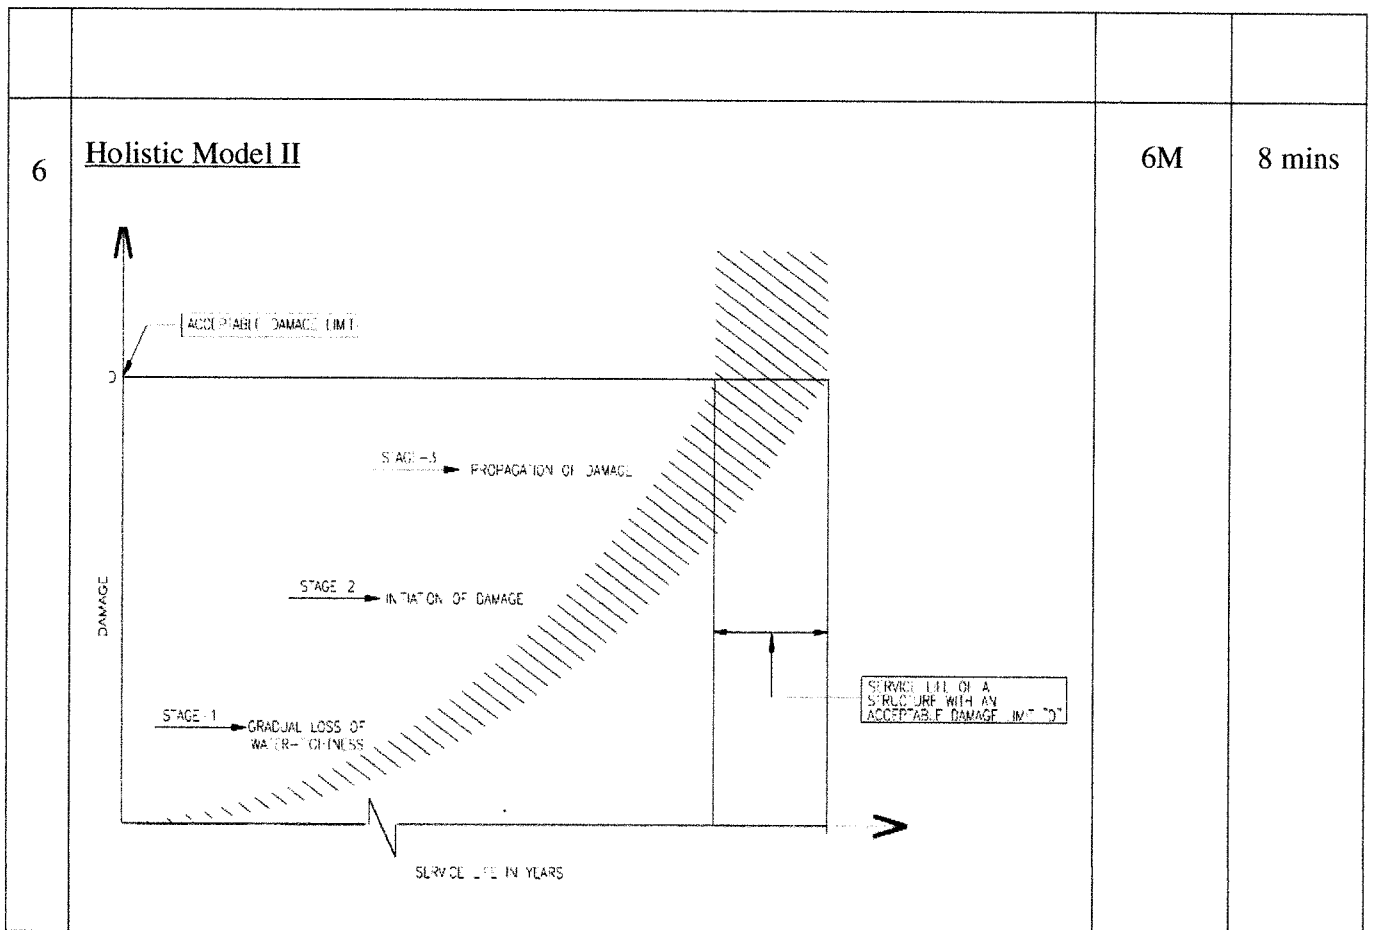 6
Holistic Model II
6M
8 mins
ACCEPTABLE DAMAGE LIMIT
D
STAGE-3
PROPAGATION OF DAMAGE
STAGE 2
INITIATION OF DAMAGE
DAMAGE
STAGE-1
GRADUAL LOSS OF
WATER-TIGHTNESS
SERVICE LIFE OF A
STRUCTURE WITH AN
ACCEPTABLE DAMAGE LIMIT "D"
SERVICE LIFE IN YEARS